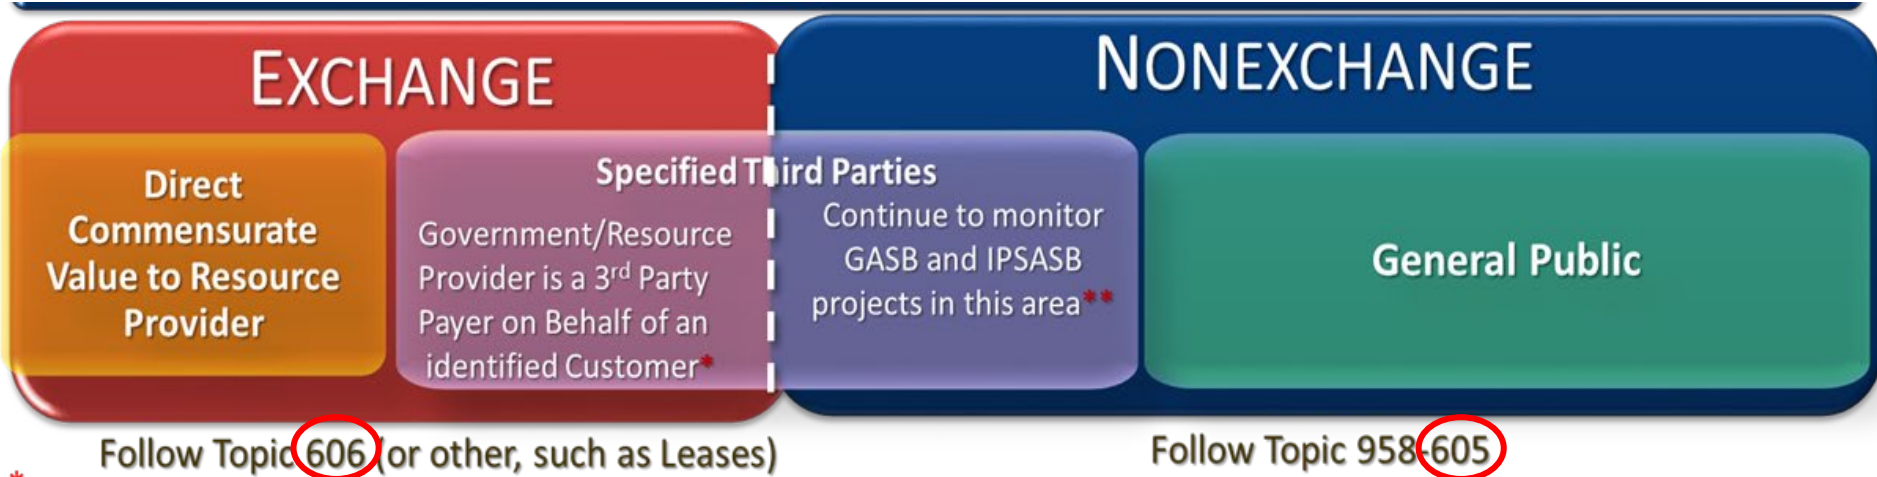 EXCHANGE
NONEXCHANGE
Direct
Commensurate
Value to Resource
Provider
Specified Third Parties
Government/Resource
Provider is a 3rd Party
Payer on Behalf of an
identified Customer*
Continue to monitor
GASB and IPSASB
projects in this area**
General Public
Follow Topic 606 (or other, such as Leases)
Follow Topic 958-605
*